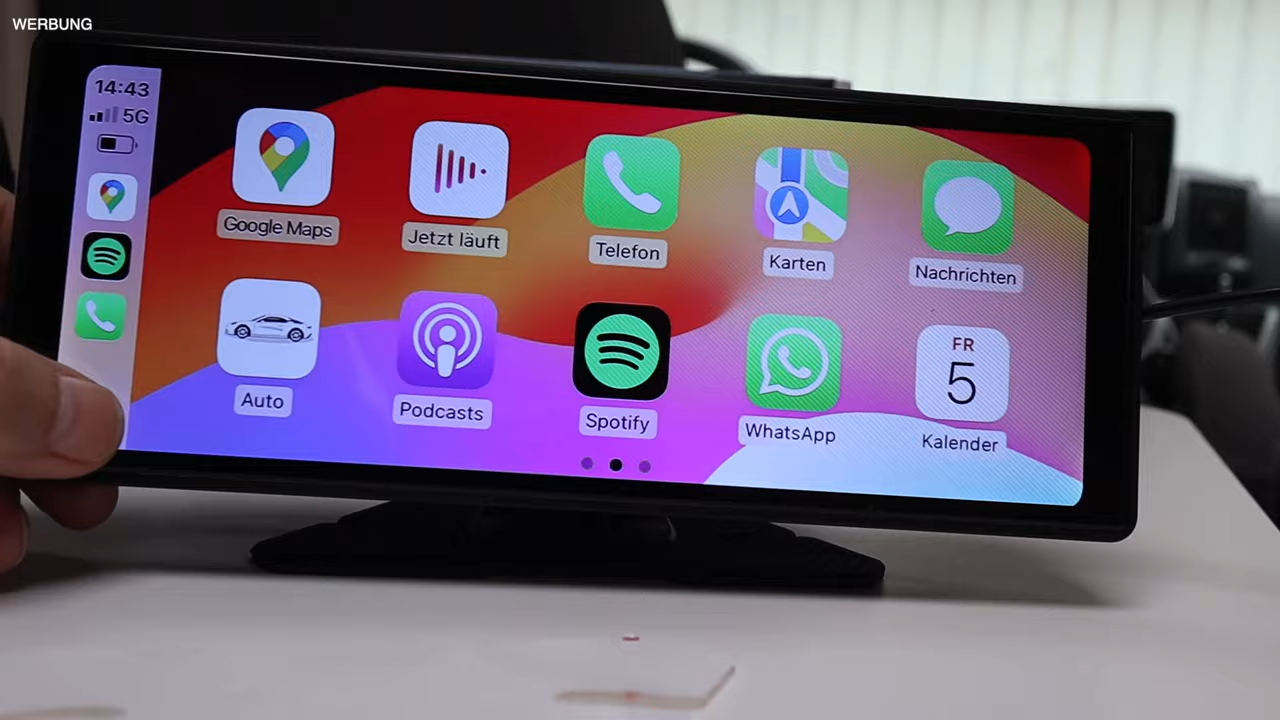 WERBUNG
14:43
5G
Google Maps
Jetzt läuft
Telefon
Karten
Nachrichten
Auto
Podcasts
Spotify
WhatsApp
FR
5
Kalender